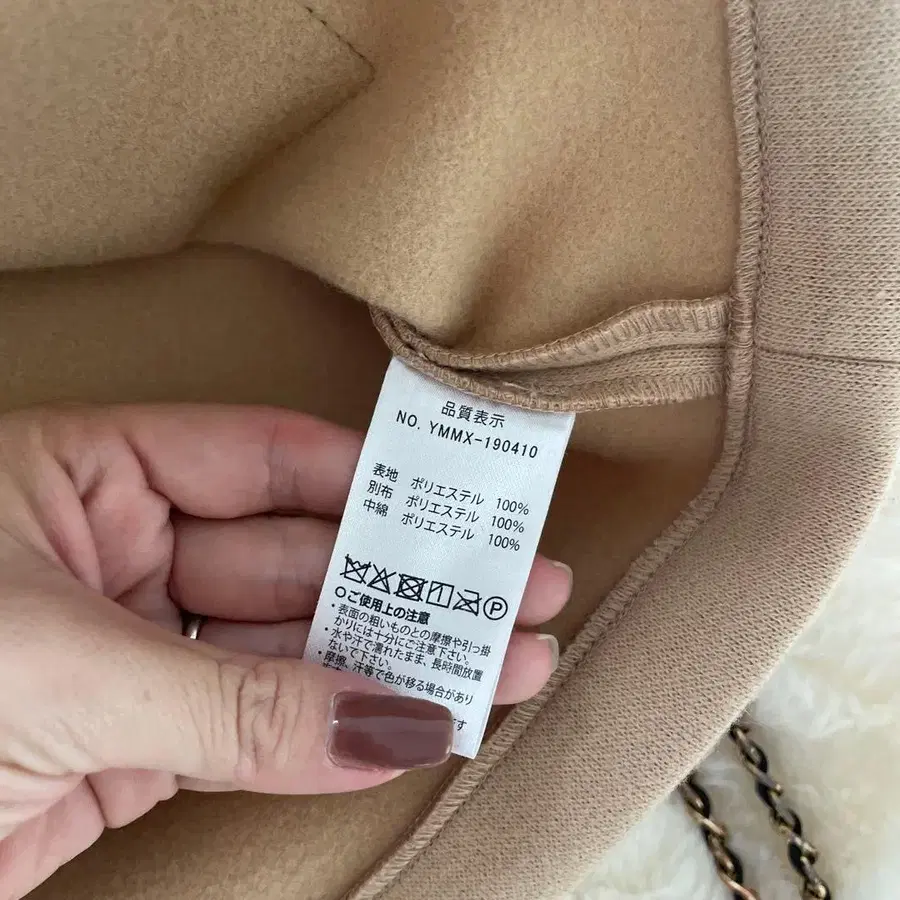 品質表示
NO. YMMX-190410
表地 ポリエステル 100%
別布 ポリエステル 100%
中綿 ポリエステル 100%
P
○ご使用上の注意
・表面の粗いものとの摩擦や引っ掛
かりには十分にご注意下さい。
・水や汗で濡れたまま、長時間放置
ないで下さい。
・摩擦、汗等で色が移る場合があり
す